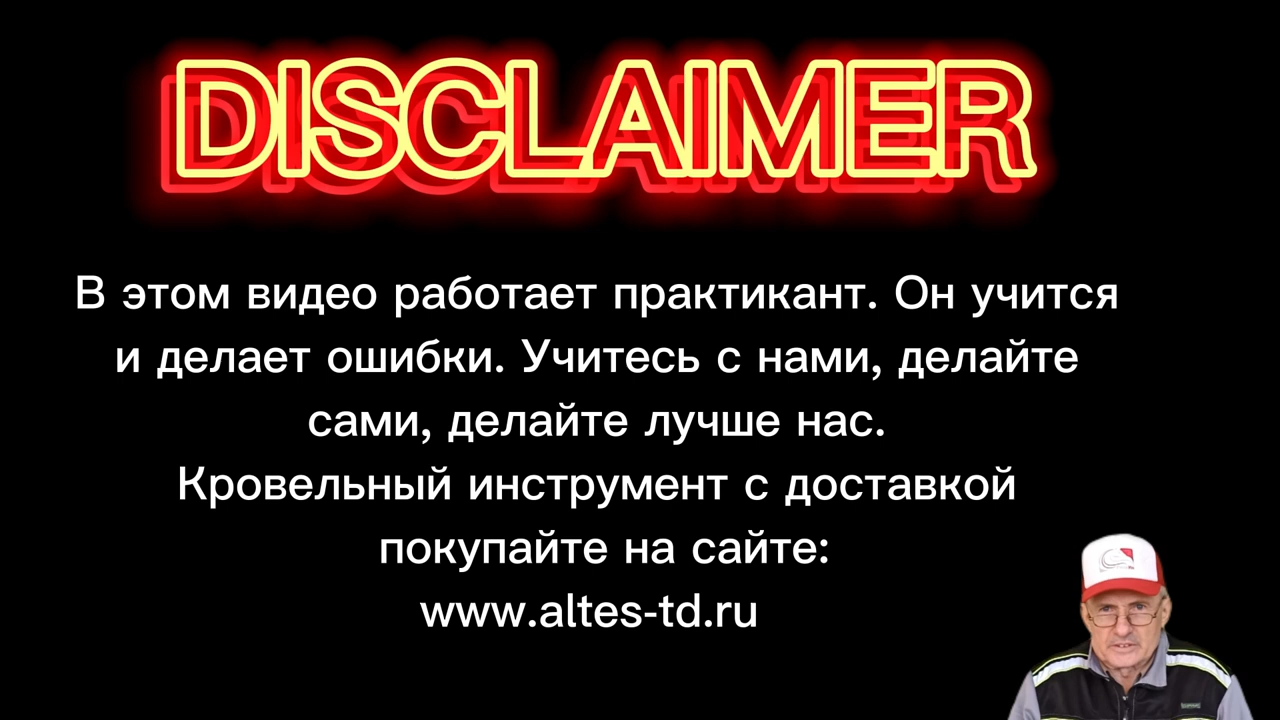 DISCLAIMER
В этом видео работает практикант. Он учится
и делает ошибки. Учитесь с нами, делайте
сами, делайте лучше нас.
Кровельный инструмент с доставкой
покупайте на сайте:
www.altes-td.ru